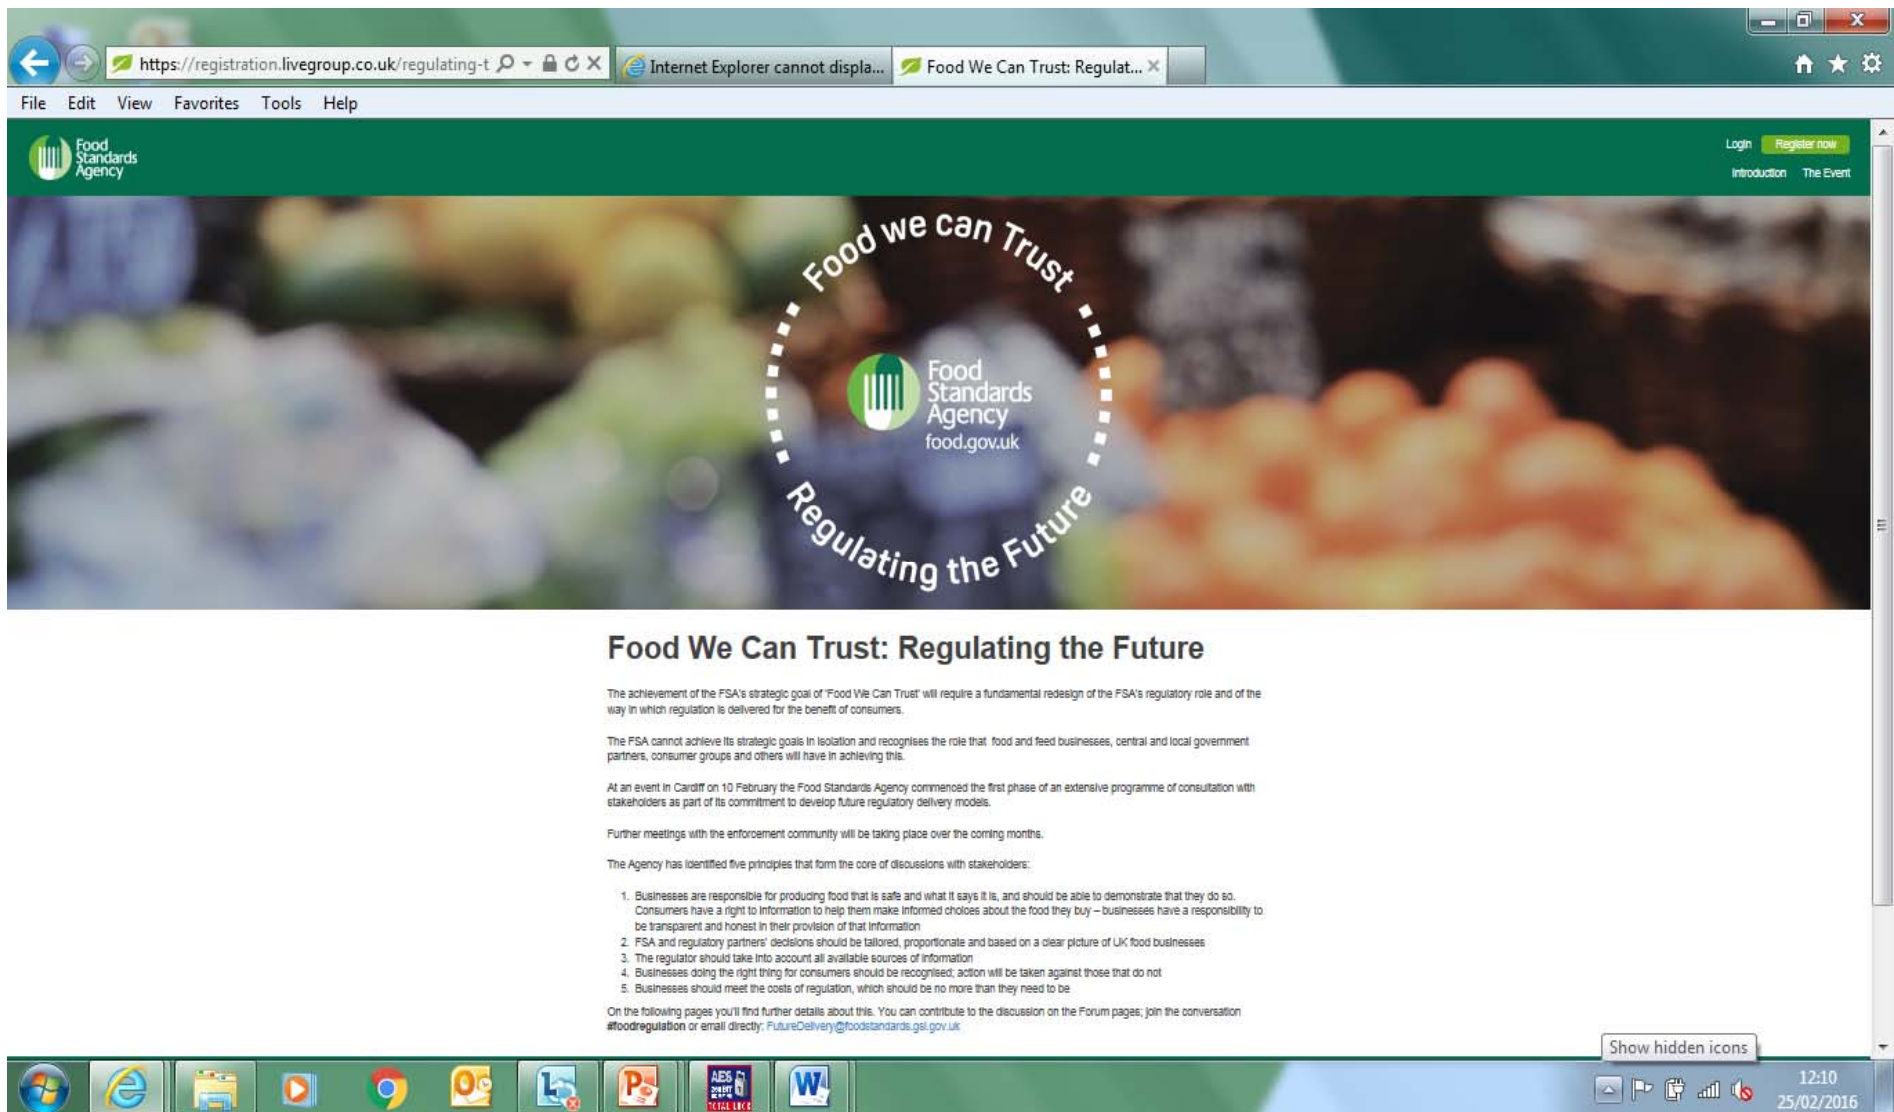 https://registration.livegroup.co.uk/regulating-t
Internet Explorer cannot displa...
Food We Can Trust: Regulat...
File Edit View Favorites Tools Help
Food
Standards
Agency
Login Register now
Introduction The Event
Food we can Trust
Food
Standards
Agency
food.gov.uk
Regulating the Future
Food We Can Trust: Regulating the Future
The achievement of the FSA's strategic goal of 'Food We Can Trust' will require a fundamental redesign of the FSA's regulatory role and of the
way in which regulation is delivered for the benefit of consumers.
The FSA cannot achieve its strategic goals in isolation and recognises the role that food and feed businesses, central and local government
partners, consumer groups and others will have in achieving this.
At an event in Cardiff on 10 February the Food Standards Agency commenced the first phase of an extensive programme of consultation with
stakeholders as part of its commitment to develop future regulatory delivery models.
Further meetings with the enforcement community will be taking place over the coming months.
The Agency has identified five principles that form the core of discussions with stakeholders:
1. Businesses are responsible for producing food that is safe and what it says it is, and should be able to demonstrate that they do so.
Consumers have a right to information to help them make informed choices about the food they buy – businesses have a responsibility to
be transparent and honest in their provision of that information
2. FSA and regulatory partners' decisions should be tailored, proportionate and based on a clear picture of UK food businesses
3. The regulator should take into account all available sources of information
4. Businesses doing the right thing for consumers should be recognised; action will be taken against those that do not
5. Businesses should meet the costs of regulation, which should be no more than they need to be
On the following pages you'll find further details about this. You can contribute to the discussion on the Forum pages; join the conversation
#foodregulation or email directly: FutureDelivery@foodstandards.gsi.gov.uk
Show hidden icons
AES
256 BIT
TOTAL LOCK
12:10
25/02/2016